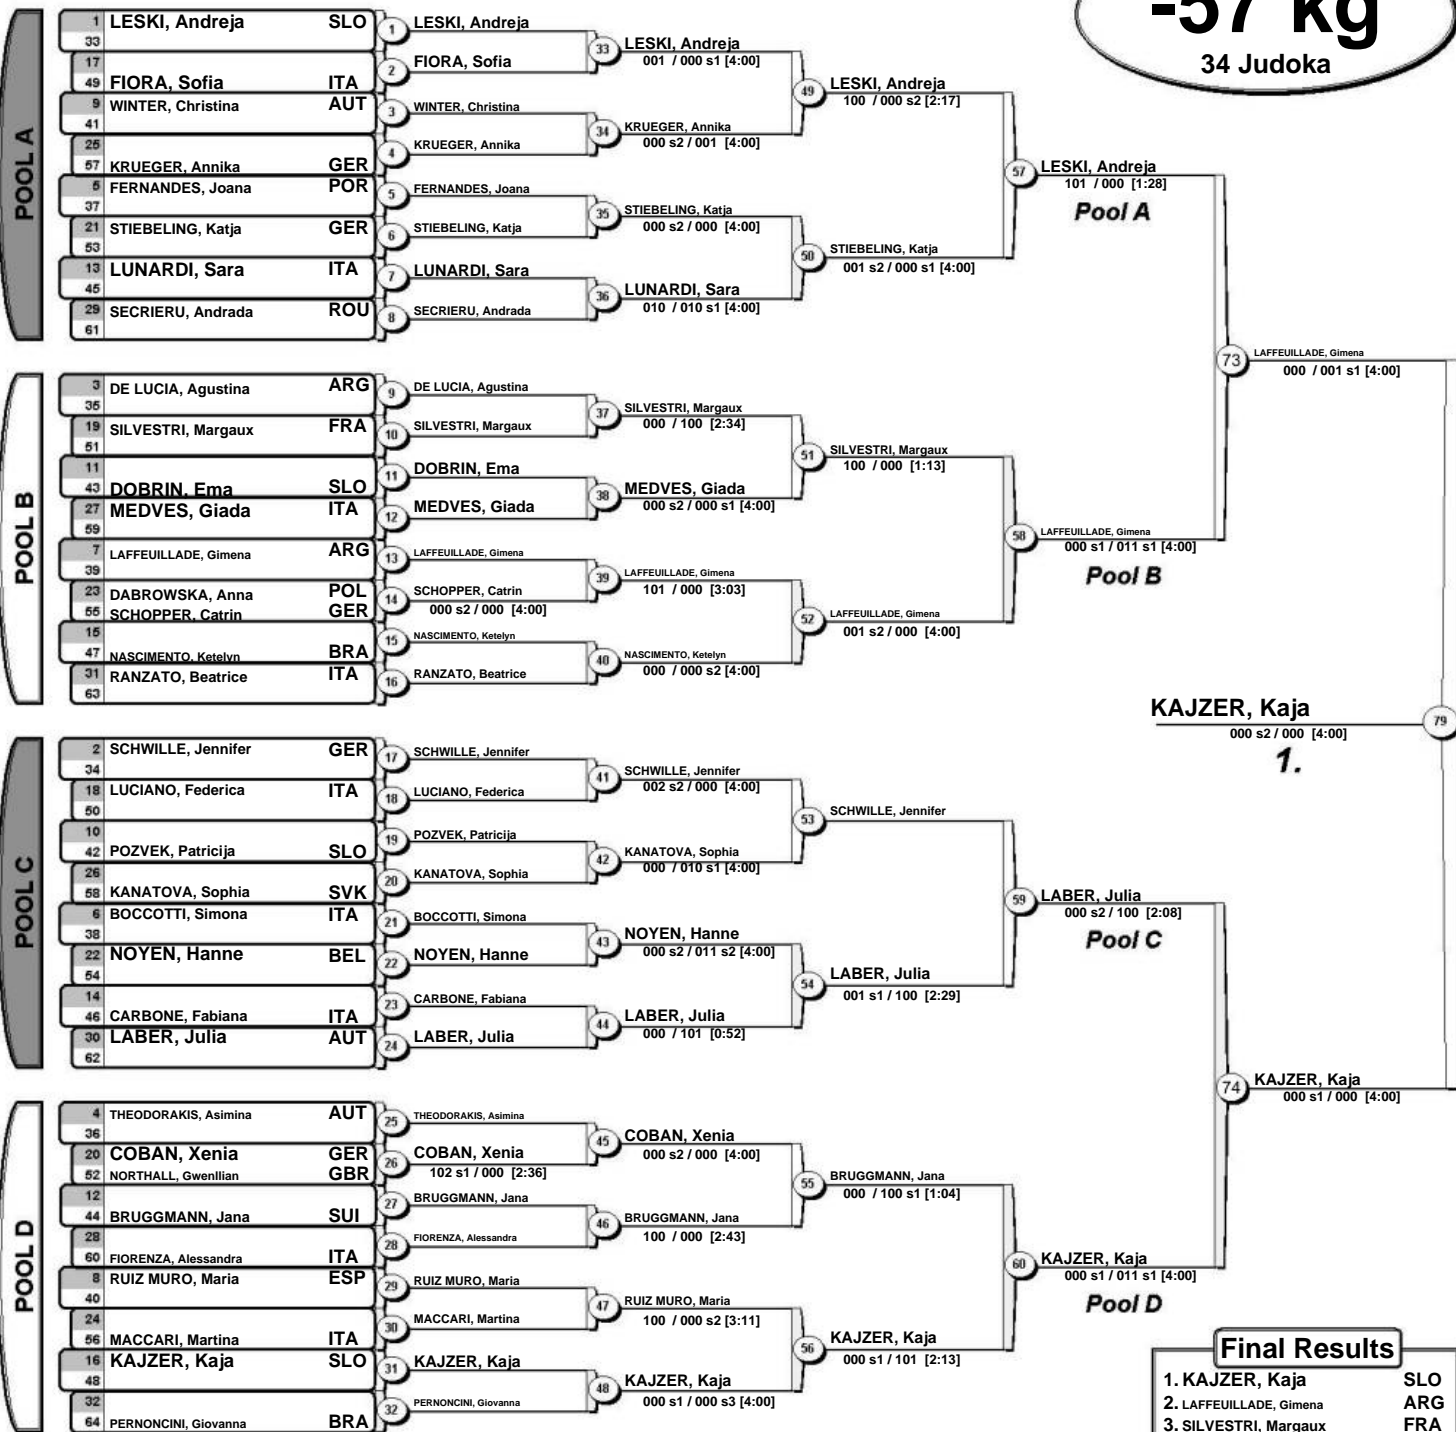 -57 kg
34 Judoka
POOL A
1 LESKI, Andreja SLO
33
17
49 FIORA, Sofia ITA
9 WINTER, Christina AUT
41
25
57 KRUEGER, Annika GER
5 FERNANDES, Joana POR
37
21 STIEBELING, Katja GER
53
13 LUNARDI, Sara ITA
45
29 SECRIERU, Andrada ROU
61
1 LESKI, Andreja
2 FIORA, Sofia
3 WINTER, Christina
4 KRUEGER, Annika
5 FERNANDES, Joana
6 STIEBELING, Katja
7 LUNARDI, Sara
8 SECRIERU, Andrada
33 LESKI, Andreja
001 / 000 s1 [4:00]
34 KRUEGER, Annika
000 s2 / 001 [4:00]
35 STIEBELING, Katja
000 s2 / 000 [4:00]
36 LUNARDI, Sara
010 / 010 s1 [4:00]
49 LESKI, Andreja
100 / 000 s2 [2:17]
50 STIEBELING, Katja
001 s2 / 000 s1 [4:00]
57 LESKI, Andreja
101 / 000 [1:28]
Pool A
POOL B
3 DE LUCIA, Agustina ARG
35
19 SILVESTRI, Margaux FRA
51
11
43 DOBRIN, Ema SLO
27 MEDVES, Giada ITA
59
7 LAFFEUILLADE, Gimena ARG
39
23 DABROWSKA, Anna POL
55 SCHOPPER, Catrin GER
15
47 NASCIMENTO, Ketelyn BRA
31 RANZATO, Beatrice ITA
63
9 DE LUCIA, Agustina
10 SILVESTRI, Margaux
11 DOBRIN, Ema
12 MEDVES, Giada
13 LAFFEUILLADE, Gimena
14 SCHOPPER, Catrin
000 s2 / 000 [4:00]
15 NASCIMENTO, Ketelyn
16 RANZATO, Beatrice
37 SILVESTRI, Margaux
000 / 100 [2:34]
38 MEDVES, Giada
000 s2 / 000 s1 [4:00]
39 LAFFEUILLADE, Gimena
101 / 000 [3:03]
40 NASCIMENTO, Ketelyn
000 / 000 s2 [4:00]
51 SILVESTRI, Margaux
100 / 000 [1:13]
52 LAFFEUILLADE, Gimena
001 s2 / 000 [4:00]
58 LAFFEUILLADE, Gimena
000 s1 / 011 s1 [4:00]
Pool B
73 LAFFEUILLADE, Gimena
000 / 001 s1 [4:00]
KAJZER, Kaja 79
000 s2 / 000 [4:00]
1.
POOL C
2 SCHWILLE, Jennifer GER
34
18 LUCIANO, Federica ITA
50
10
42 POZVEK, Patricija SLO
26
58 KANATOVA, Sophia SVK
6 BOCCOTTI, Simona ITA
38
22 NOYEN, Hanne BEL
54
14
46 CARBONE, Fabiana ITA
30 LABER, Julia AUT
62
17 SCHWILLE, Jennifer
18 LUCIANO, Federica
19 POZVEK, Patricija
20 KANATOVA, Sophia
21 BOCCOTTI, Simona
22 NOYEN, Hanne
23 CARBONE, Fabiana
24 LABER, Julia
41 SCHWILLE, Jennifer
002 s2 / 000 [4:00]
42 KANATOVA, Sophia
000 / 010 s1 [4:00]
43 NOYEN, Hanne
000 s2 / 011 s2 [4:00]
44 LABER, Julia
000 / 101 [0:52]
53 SCHWILLE, Jennifer
54 LABER, Julia
001 s1 / 100 [2:29]
59 LABER, Julia
000 s2 / 100 [2:08]
Pool C
74 KAJZER, Kaja
000 s1 / 000 [4:00]
POOL D
4 THEODORAKIS, Asimina AUT
36
20 COBAN, Xenia GER
52 NORTHALL, Gwenllian GBR
12
44 BRUGGMANN, Jana SUI
28
60 FIORENZA, Alessandra ITA
8 RUIZ MURO, Maria ESP
40
24
56 MACCARI, Martina ITA
16 KAJZER, Kaja SLO
48
32
64 PERNONCINI, Giovanna BRA
25 THEODORAKIS, Asimina
26 COBAN, Xenia
102 s1 / 000 [2:36]
27 BRUGGMANN, Jana
28 FIORENZA, Alessandra
29 RUIZ MURO, Maria
30 MACCARI, Martina
31 KAJZER, Kaja
32 PERNONCINI, Giovanna
45 COBAN, Xenia
000 s2 / 000 [4:00]
46 BRUGGMANN, Jana
100 / 000 [2:43]
47 RUIZ MURO, Maria
100 / 000 s2 [3:11]
48 KAJZER, Kaja
000 s1 / 000 s3 [4:00]
55 BRUGGMANN, Jana
000 / 100 s1 [1:04]
56 KAJZER, Kaja
000 s1 / 101 [2:13]
60 KAJZER, Kaja
000 s1 / 011 s1 [4:00]
Pool D
Final Results
1. KAJZER, Kaja SLO
2. LAFFEUILLADE, Gimena ARG
3. SILVESTRI, Margaux FRA